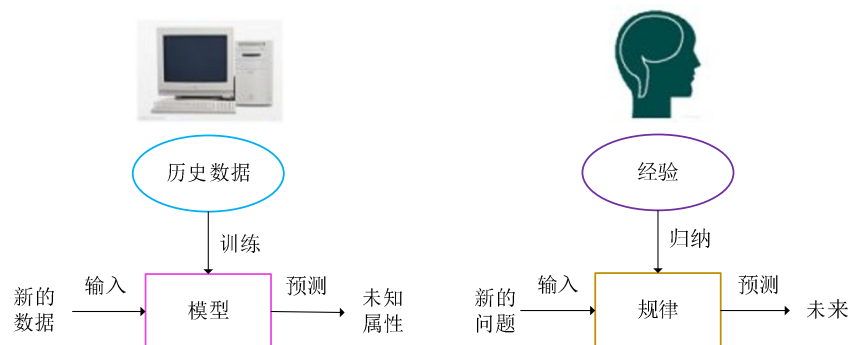 历史数据
训练
新的
数据
输入
模型
预测
未知
属性
经验
归纳
新的
问题
输入
规律
预测
未来